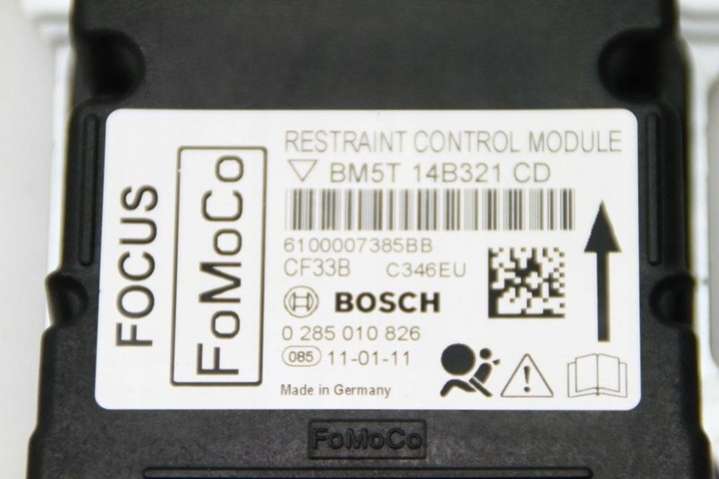 FOCUS
FoMoCo
RESTRAINT CONTROL MODULE
BM5T 14B321 CD
6100007385BB
CF33B C346EU
BOSCH
0 285 010 826
085 11-01-11
Made in Germany
FoMoCo